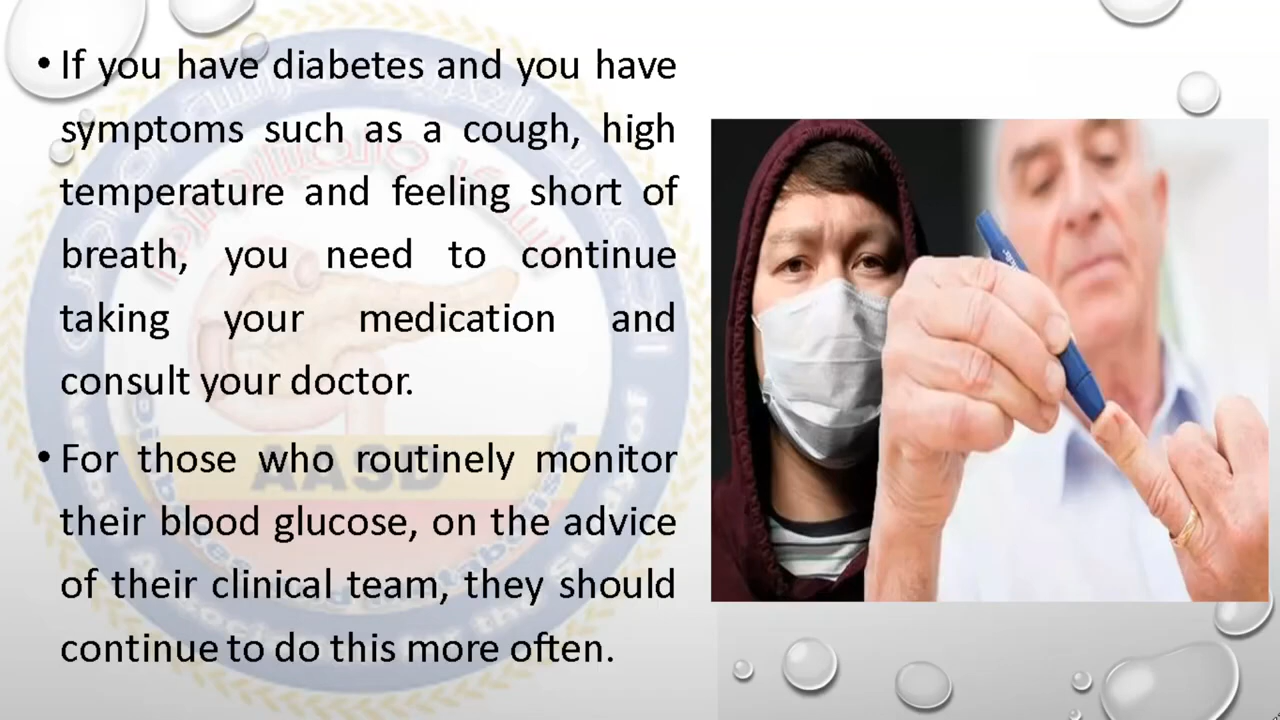 • If you have diabetes and you have
symptoms such as a cough, high
temperature and feeling short of
breath, you need to continue
taking your medication and
consult your doctor.
• For those who routinely monitor
their blood glucose, on the advice
of their clinical team, they should
continue to do this more often.
AASD